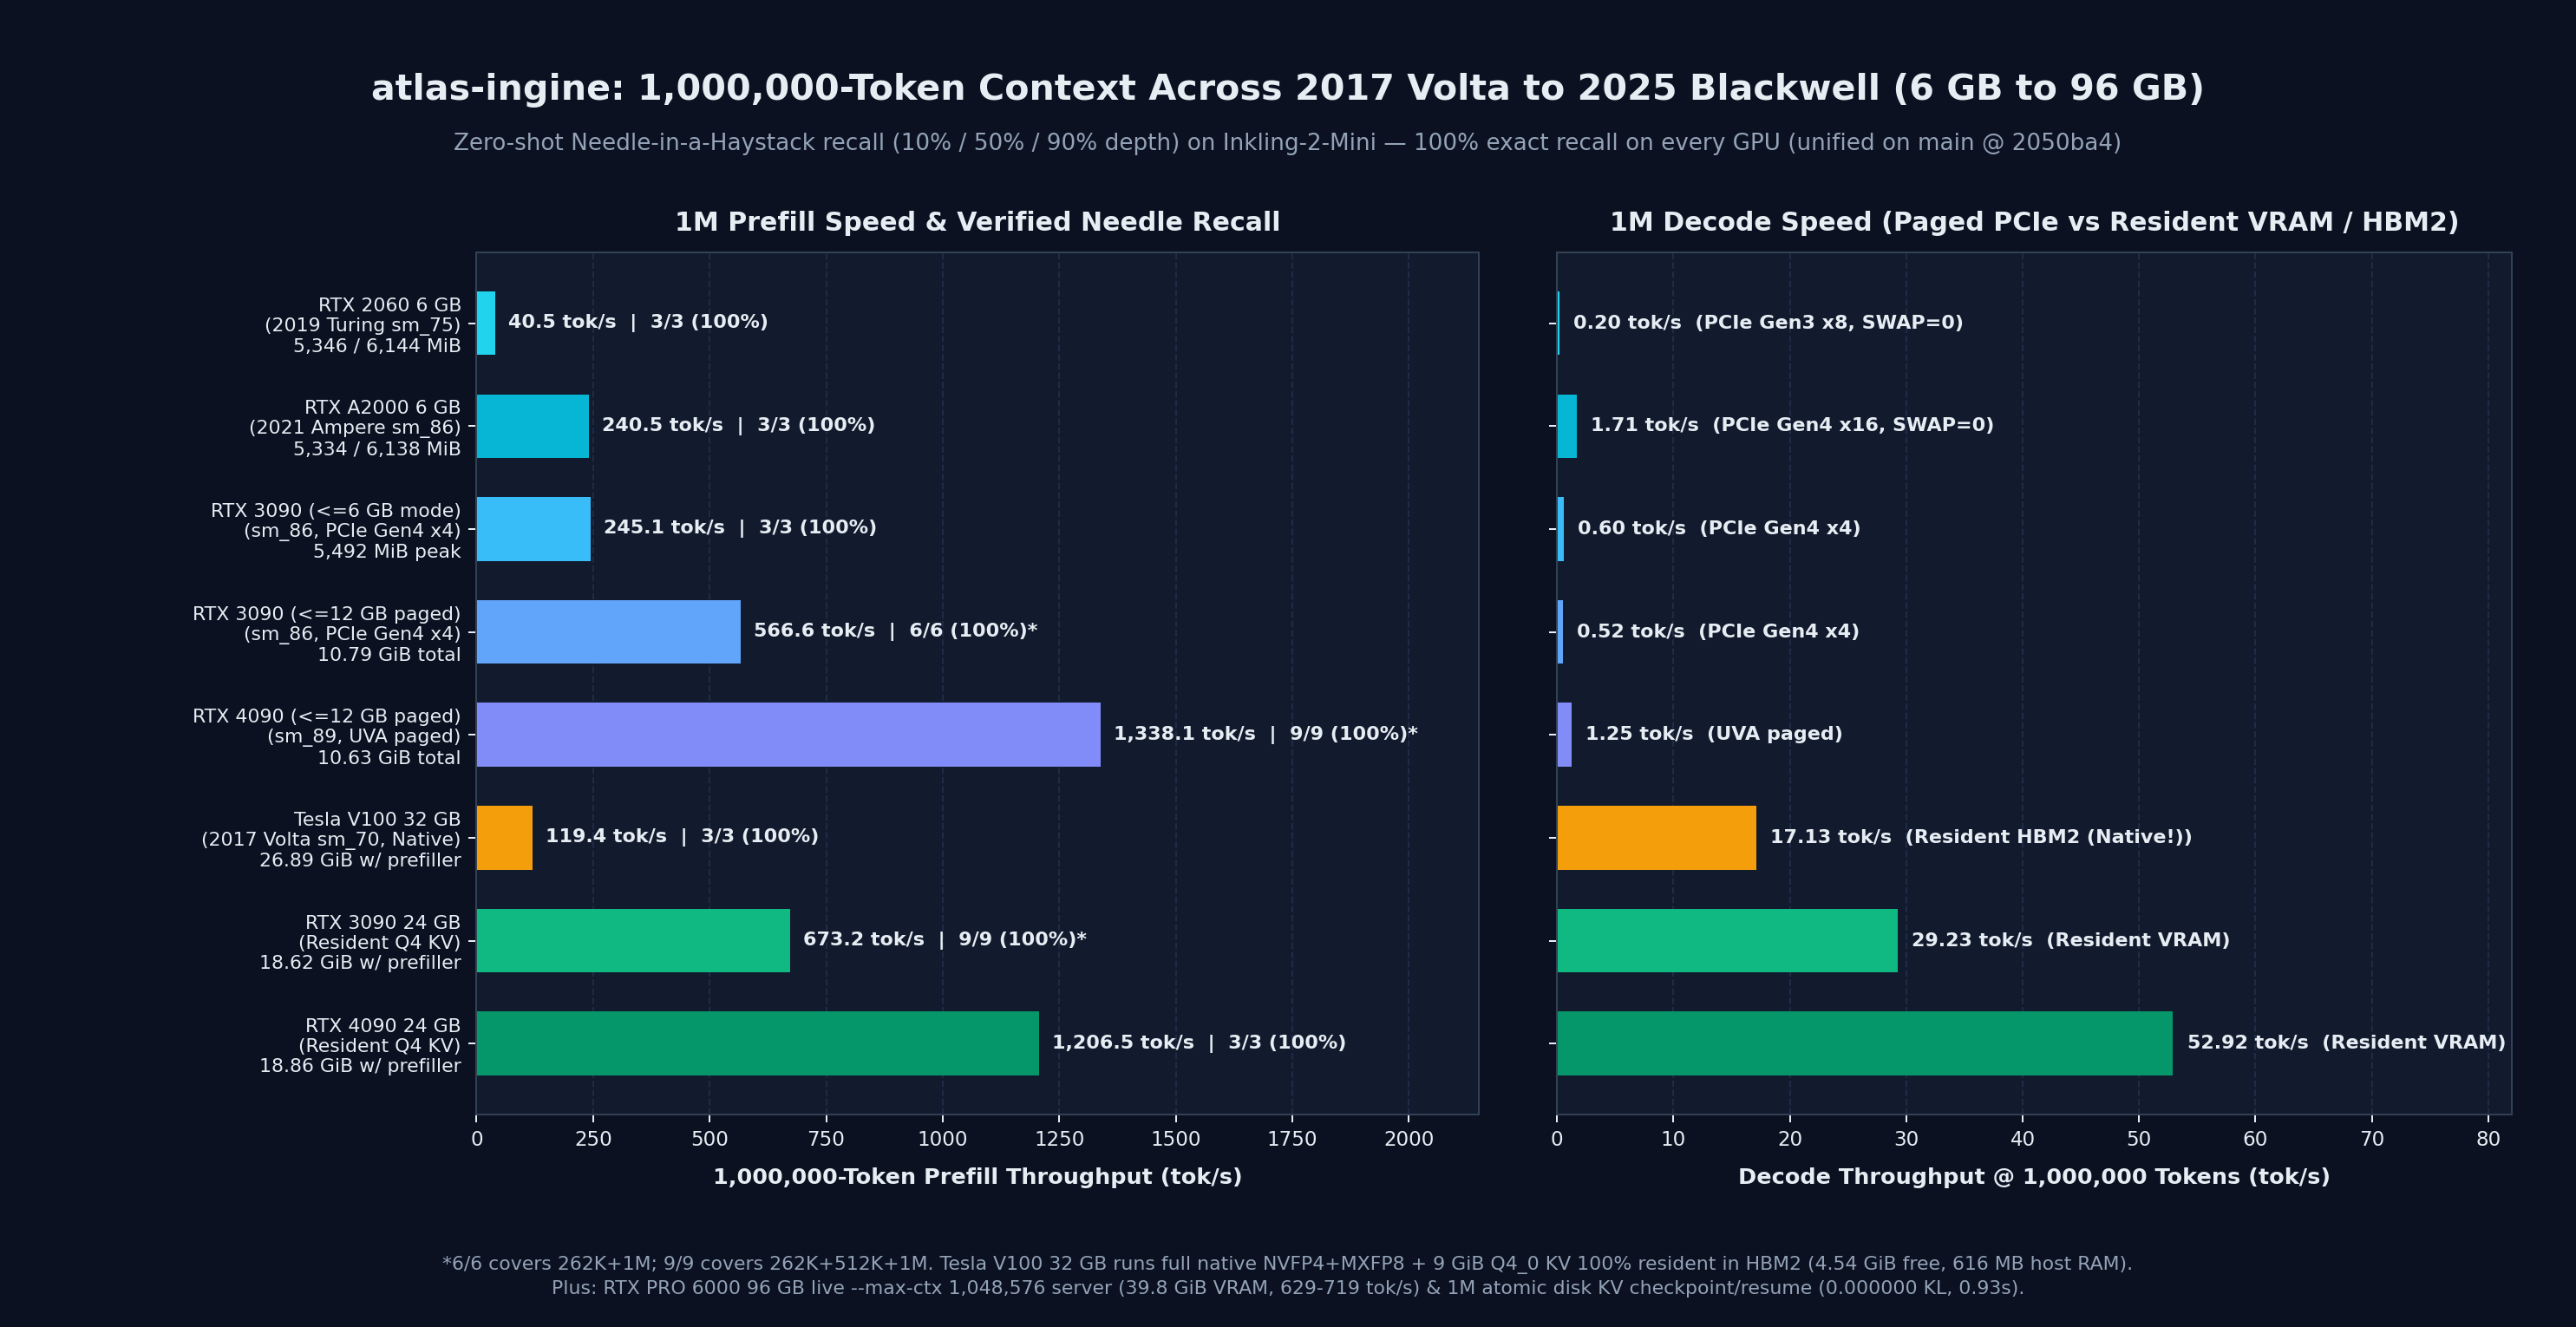 atlas-ingine: 1,000,000-Token Context Across 2017 Volta to 2025 Blackwell (6 GB to 96 GB)
Zero-shot Needle-in-a-Haystack recall (10% / 50% / 90% depth) on Inkling-2-Mini — 100% exact recall on every GPU (unified on main @ 2050ba4)
1M Prefill Speed & Verified Needle Recall
RTX 2060 6 GB
(2019 Turing sm_75)
5,346 / 6,144 MiB
40.5 tok/s | 3/3 (100%)
RTX A2000 6 GB
(2021 Ampere sm_86)
5,334 / 6,138 MiB
240.5 tok/s | 3/3 (100%)
RTX 3090 (<=6 GB mode)
(sm_86, PCIe Gen4 x4)
5,492 MiB peak
245.1 tok/s | 3/3 (100%)
RTX 3090 (<=12 GB paged)
(sm_86, PCIe Gen4 x4)
10.79 GiB total
566.6 tok/s | 6/6 (100%)*
RTX 4090 (<=12 GB paged)
(sm_89, UVA paged)
10.63 GiB total
1,338.1 tok/s | 9/9 (100%)*
Tesla V100 32 GB
(2017 Volta sm_70, Native)
26.89 GiB w/ prefiller
119.4 tok/s | 3/3 (100%)
RTX 3090 24 GB
(Resident Q4 KV)
18.62 GiB w/ prefiller
673.2 tok/s | 9/9 (100%)*
RTX 4090 24 GB
(Resident Q4 KV)
18.86 GiB w/ prefiller
1,206.5 tok/s | 3/3 (100%)
0 250 500 750 1000 1250 1500 1750 2000
1,000,000-Token Prefill Throughput (tok/s)
1M Decode Speed (Paged PCIe vs Resident VRAM / HBM2)
0.20 tok/s (PCIe Gen3 x8, SWAP=0)
1.71 tok/s (PCIe Gen4 x16, SWAP=0)
0.60 tok/s (PCIe Gen4 x4)
0.52 tok/s (PCIe Gen4 x4)
1.25 tok/s (UVA paged)
17.13 tok/s (Resident HBM2 (Native!))
29.23 tok/s (Resident VRAM)
52.92 tok/s (Resident VRAM)
0 10 20 30 40 50 60 70 80
Decode Throughput @ 1,000,000 Tokens (tok/s)
*6/6 covers 262K+1M; 9/9 covers 262K+512K+1M. Tesla V100 32 GB runs full native NVFP4+MXFP8 + 9 GiB Q4_0 KV 100% resident in HBM2 (4.54 GiB free, 616 MB host RAM).
Plus: RTX PRO 6000 96 GB live --max-ctx 1,048,576 server (39.8 GiB VRAM, 629-719 tok/s) & 1M atomic disk KV checkpoint/resume (0.000000 KL, 0.93s).